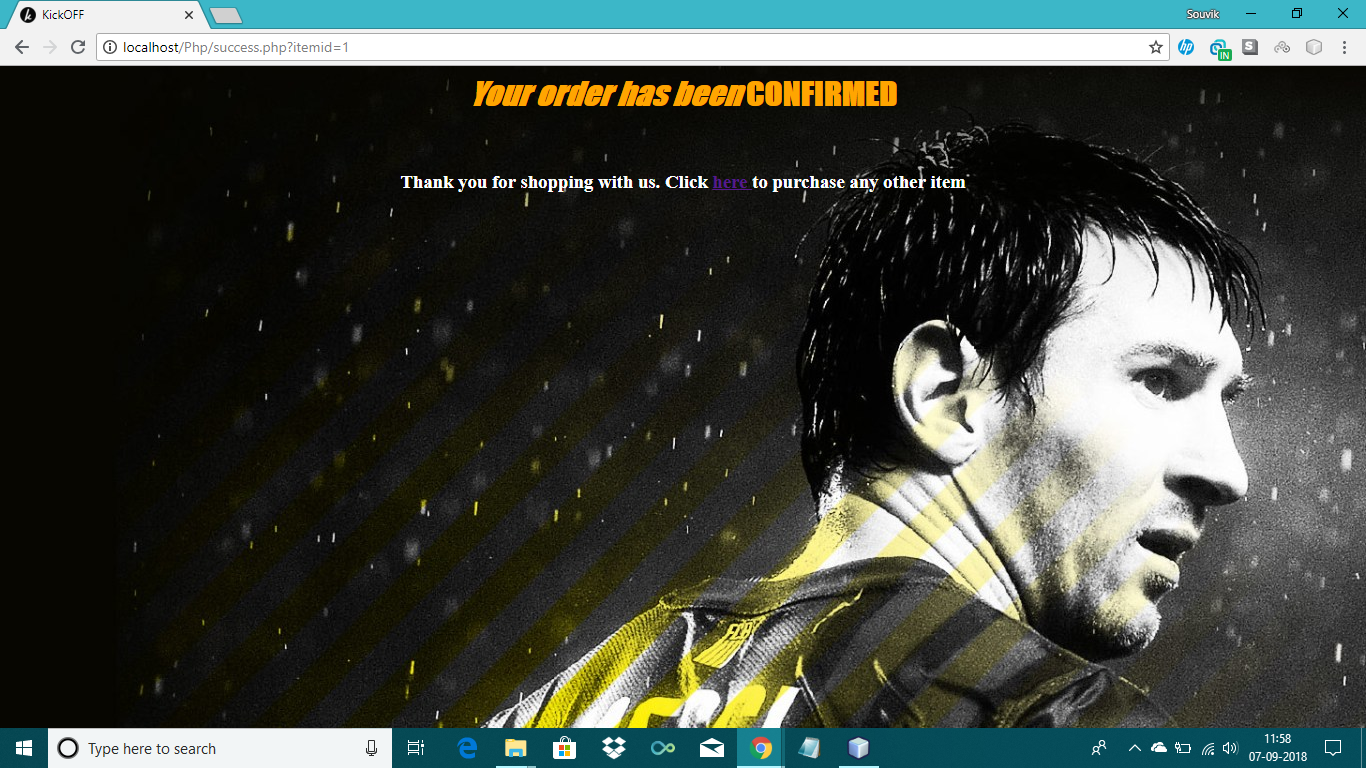 KickOFF
Souvik
localhost/Php/success.php?itemid=1
IN
Your order has been CONFIRMED
Thank you for shopping with us. Click here to purchase any other item
Type here to search
11:58
07-09-2018